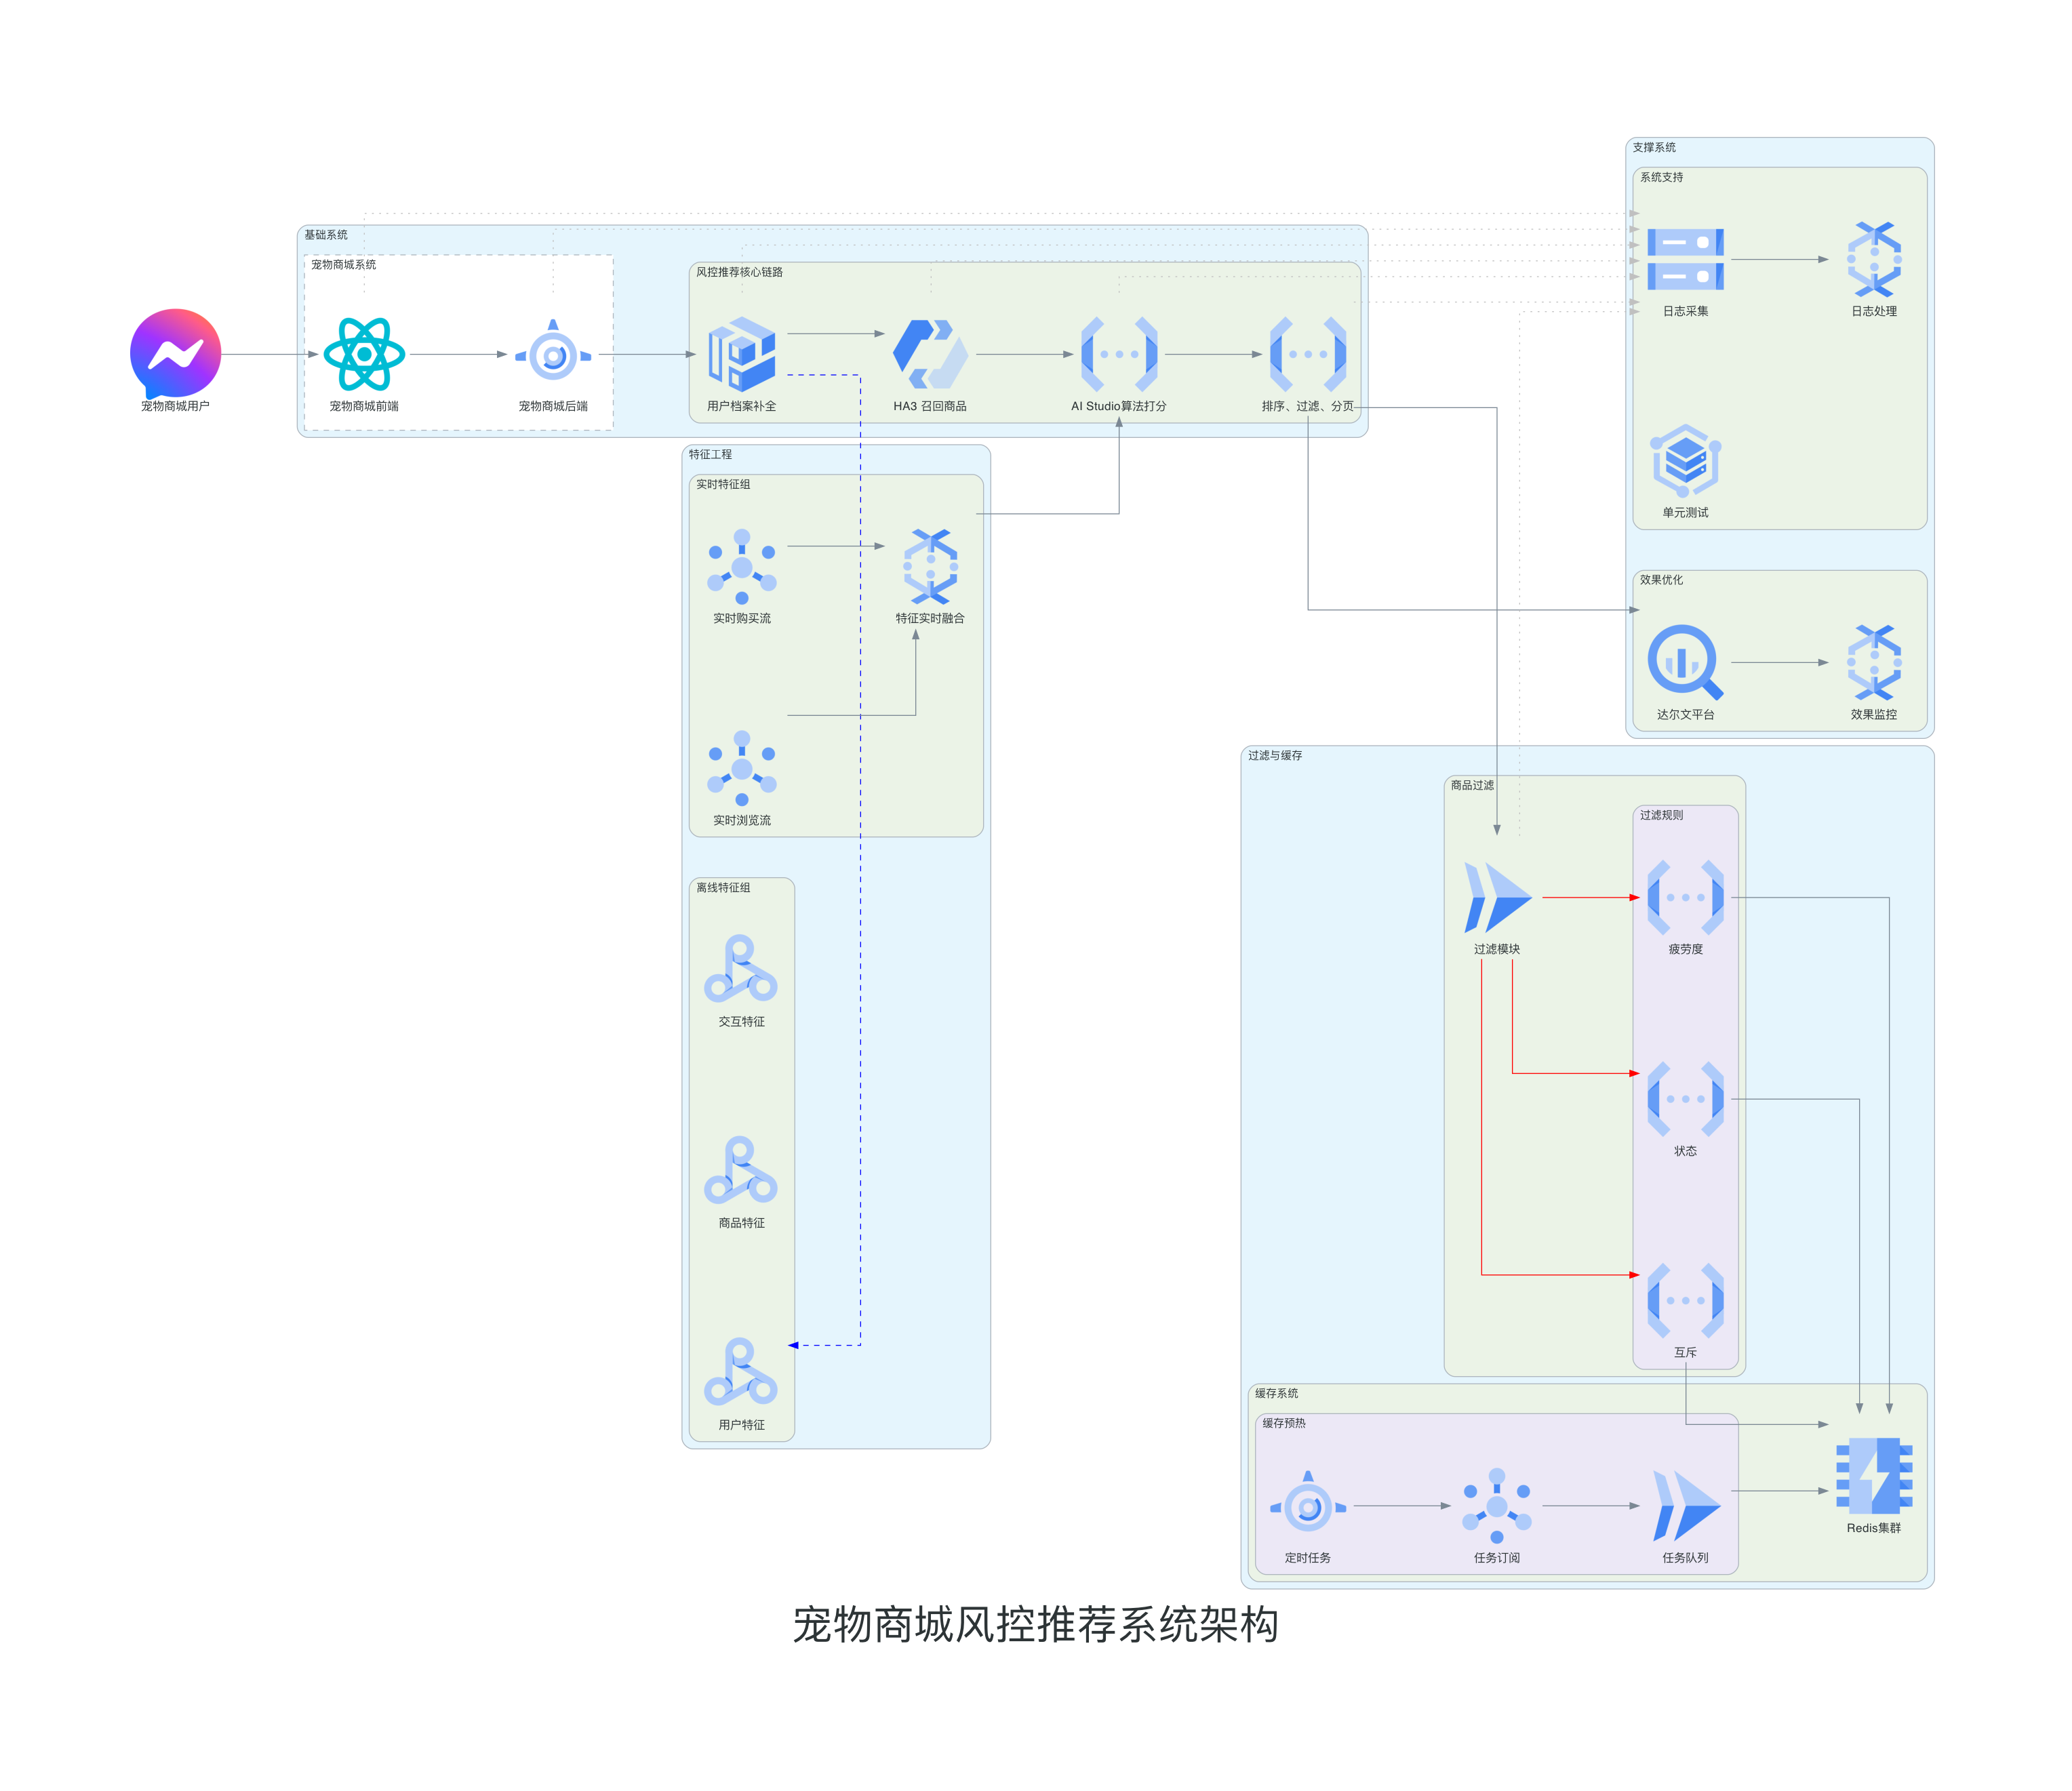 支撑系统
系统支持
日志采集
日志处理
单元测试
效果优化
达尔文平台
效果监控
基础系统
宠物商城系统
风控推荐核心链路
宠物商城用户
宠物商城前端
宠物商城后端
用户档案补全
HA3 召回商品
AI Studio算法打分
排序、过滤、分页
特征工程
实时特征组
实时购买流
特征实时融合
实时浏览流
离线特征组
交互特征
商品特征
用户特征
过滤与缓存
商品过滤
过滤规则
过滤模块
疲劳度
状态
互斥
缓存系统
缓存预热
定时任务
任务订阅
任务队列
Redis集群
宠物商城风控推荐系统架构